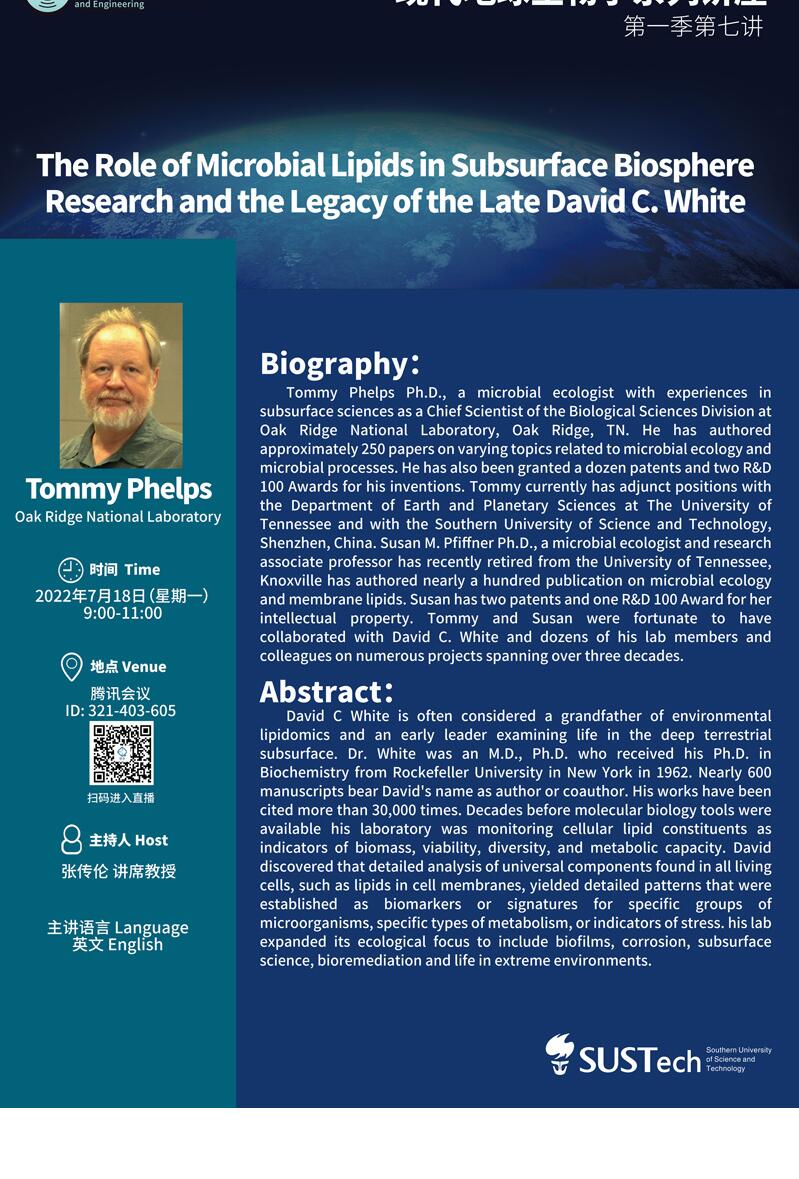 and Engineering
现代地球生物学系列讲座
第一季第七讲
The Role of Microbial Lipids in Subsurface Biosphere
Research and the Legacy of the Late David C. White
Tommy Phelps
Oak Ridge National Laboratory
时间 Time
2022年7月18日(星期一)
9:00-11:00
地点 Venue
腾讯会议
ID: 321-403-605
扫码进入直播
主持人 Host
张传伦 讲席教授
主讲语言 Language
英文 English
Biography:
Tommy Phelps Ph.D., a microbial ecologist with experiences in
subsurface sciences as a Chief Scientist of the Biological Sciences Division at
Oak Ridge National Laboratory, Oak Ridge, TN. He has authored
approximately 250 papers on varying topics related to microbial ecology and
microbial processes. He has also been granted a dozen patents and two R&D
100 Awards for his inventions. Tommy currently has adjunct positions with
the Department of Earth and Planetary Sciences at The University of
Tennessee and with the Southern University of Science and Technology,
Shenzhen, China. Susan M. Pfiffner Ph.D., a microbial ecologist and research
associate professor has recently retired from the University of Tennessee,
Knoxville has authored nearly a hundred publication on microbial ecology
and membrane lipids. Susan has two patents and one R&D 100 Award for her
intellectual property. Tommy and Susan were fortunate to have
collaborated with David C. White and dozens of his lab members and
colleagues on numerous projects spanning over three decades.
Abstract:
David C White is often considered a grandfather of environmental
lipidomics and an early leader examining life in the deep terrestrial
subsurface. Dr. White was an M.D., Ph.D. who received his Ph.D. in
Biochemistry from Rockefeller University in New York in 1962. Nearly 600
manuscripts bear David's name as author or coauthor. His works have been
cited more than 30,000 times. Decades before molecular biology tools were
available his laboratory was monitoring cellular lipid constituents as
indicators of biomass, viability, diversity, and metabolic capacity. David
discovered that detailed analysis of universal components found in all living
cells, such as lipids in cell membranes, yielded detailed patterns that were
established as biomarkers or signatures for specific groups of
microorganisms, specific types of metabolism, or indicators of stress. his lab
expanded its ecological focus to include biofilms, corrosion, subsurface
science, bioremediation and life in extreme environments.
SUSTech
Southern University
of Science and
Technology